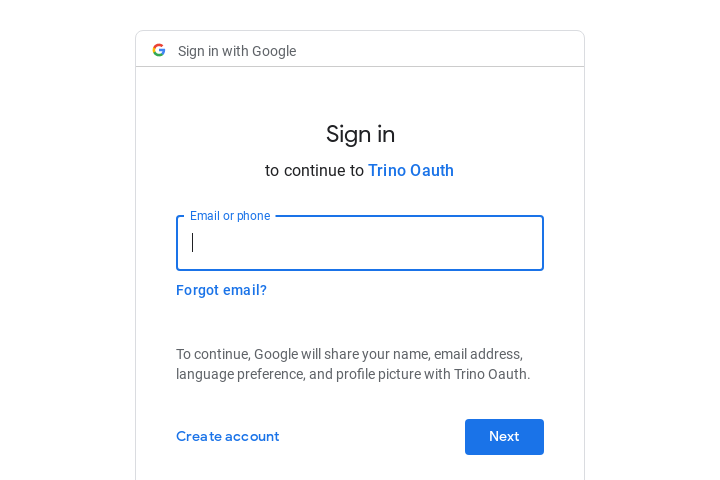 Sign in with Google
Sign in
to continue to Trino Oauth
Email or phone
Forgot email?
To continue, Google will share your name, email address,
language preference, and profile picture with Trino Oauth.
Create account
Next